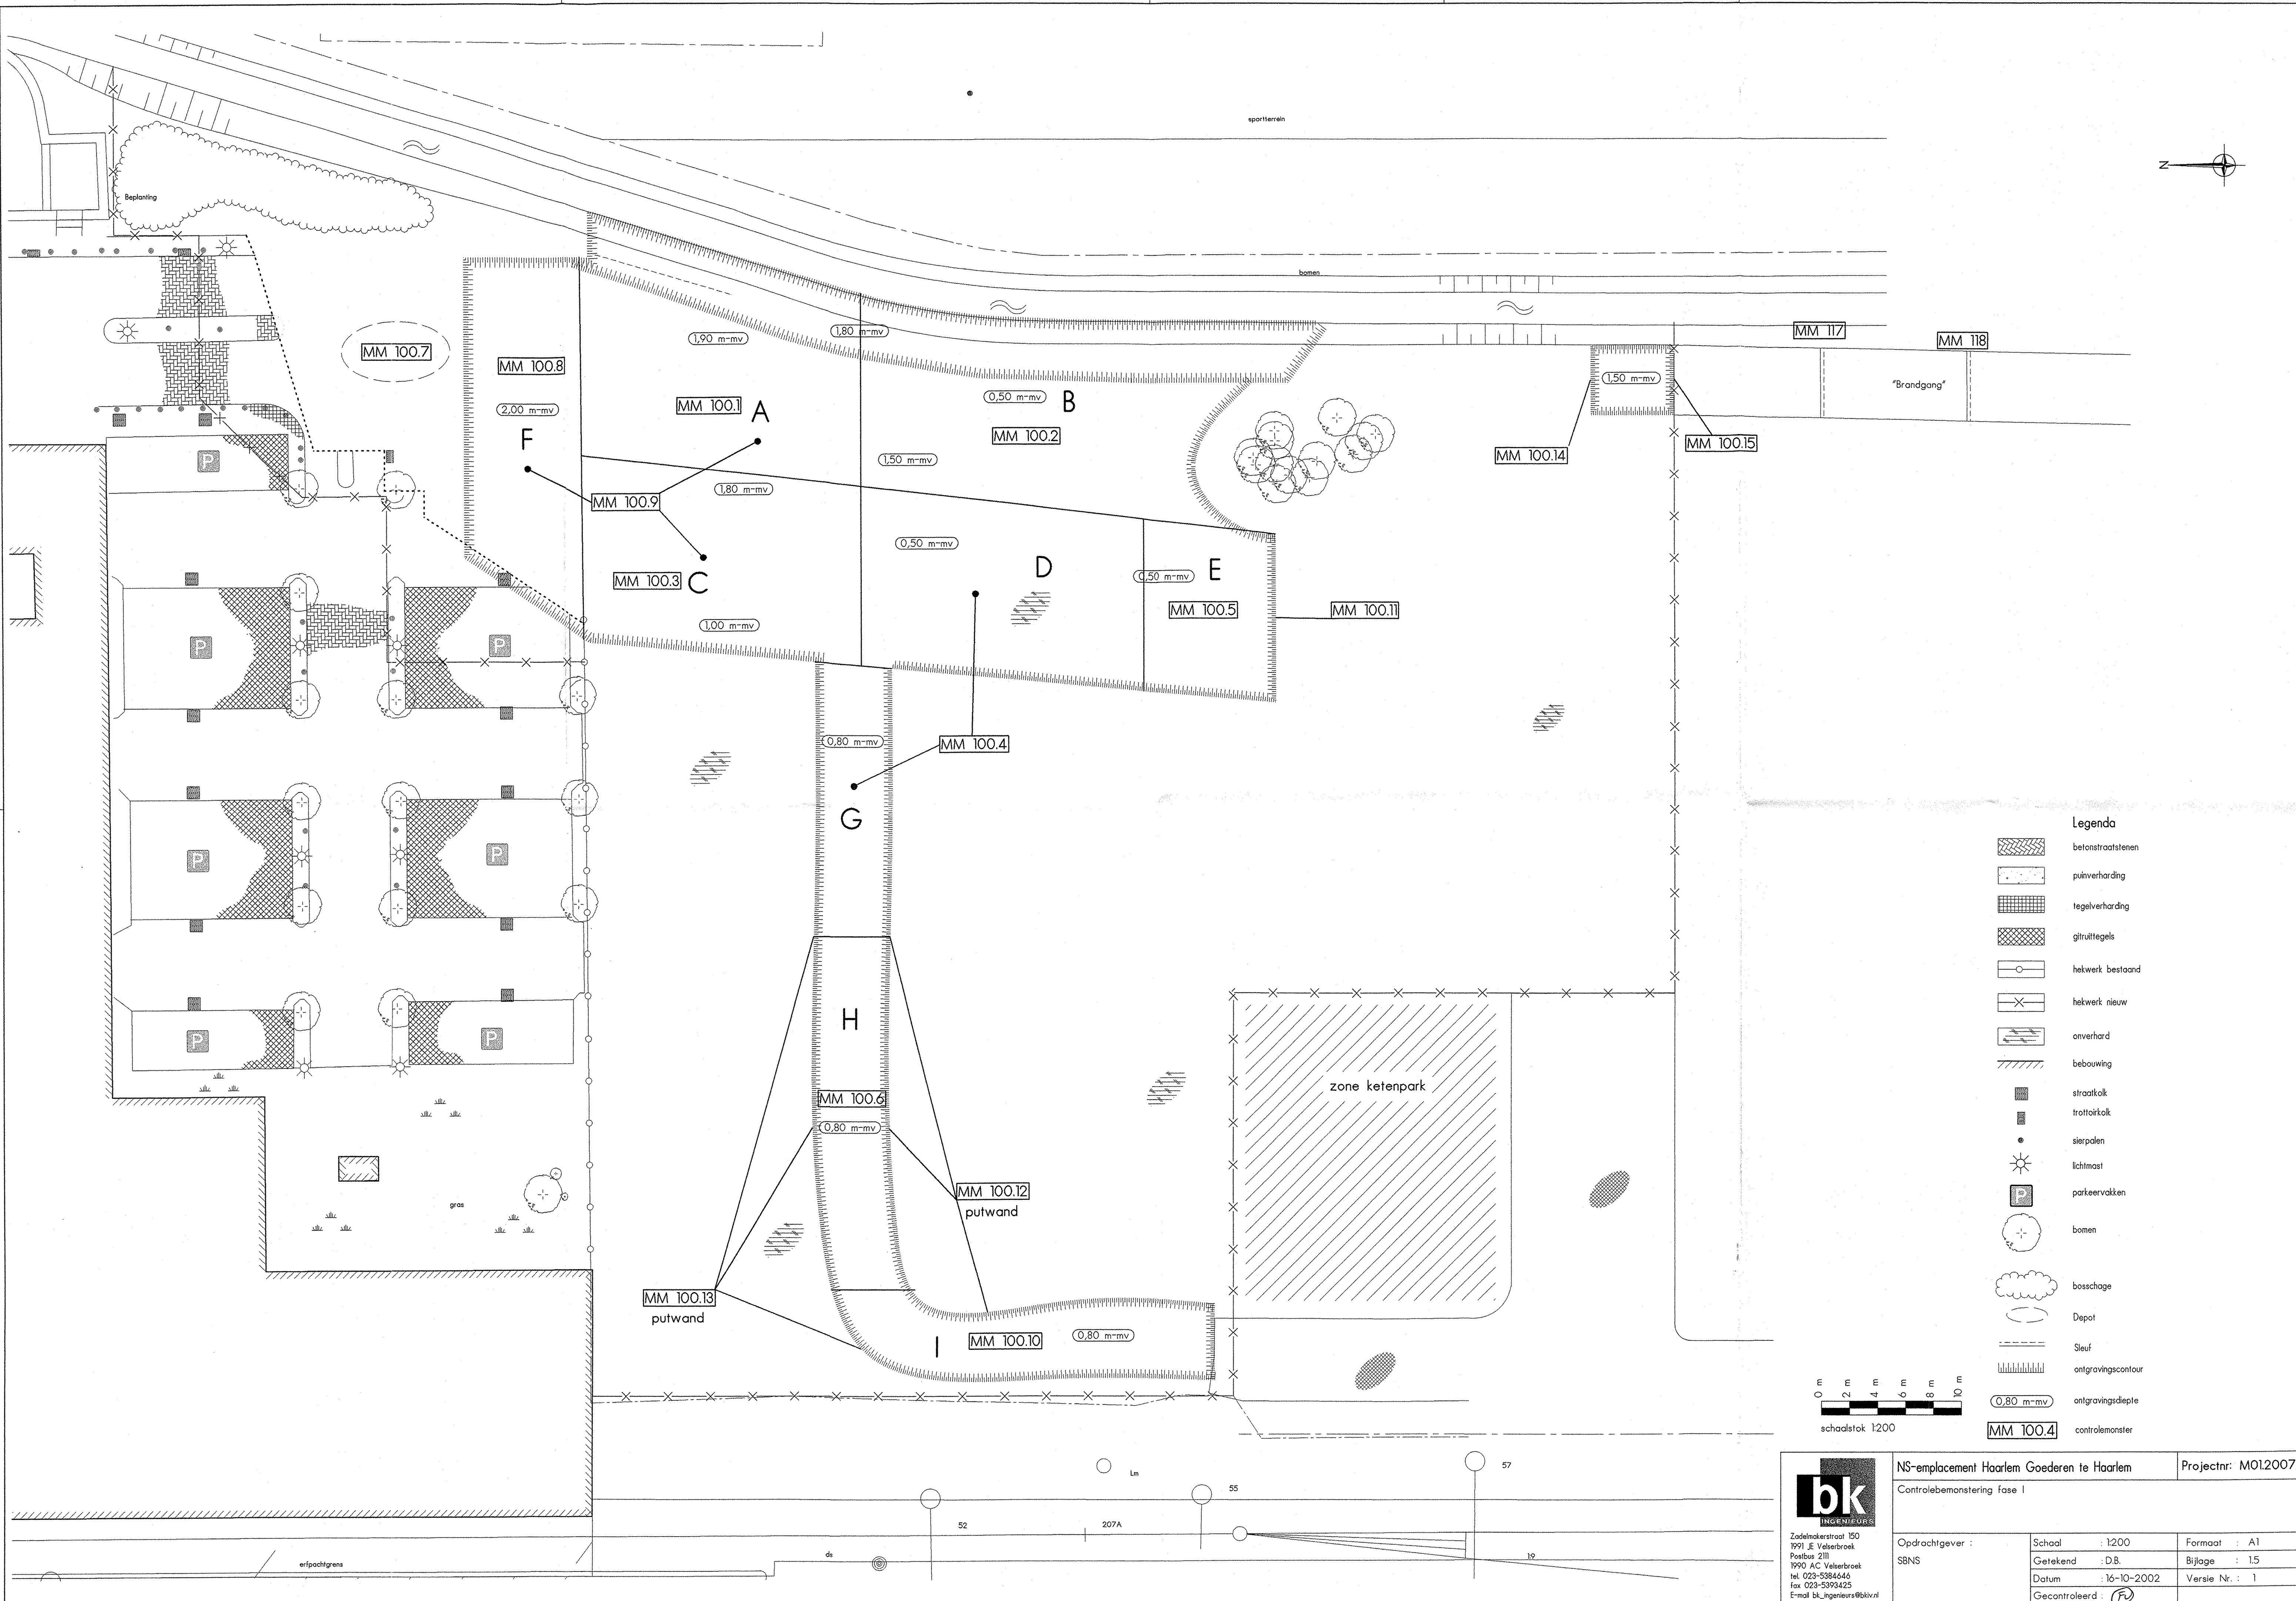 sportterrein
N
Beplanting
bomen
MM 117
MM 118
1,80 m-mv
1,90 m-mv
MM 100.7
MM 100.8
1,50 m-mv
"Brandgang"
0,50 m-mv
B
MM 100.1
A
2,00 m-mv
F
MM 100.2
MM 100.15
MM 100.14
1,50 m-mv
P
1,80 m-mv
MM 100.9
0,50 m-mv
D
E
0,50 m-mv
MM 100.3
C
MM 100.5
MM 100.11
1,00 m-mv
P
P
0,80 m-mv
MM 100.4
G
P
P
H
P
P
zone ketenpark
MM 100.6
0,80 m-mv
MM 100.12
putwand
gras
MM 100.13
putwand
I
MM 100.10
0,80 m-mv
Lm
57
55
52
207A
ds
1:9
erfpachtgrens
Legenda
betonstraatstenen
puinverharding
tegelverharding
gitruittegels
hekwerk bestaand
hekwerk nieuw
onverhard
bebouwing
straatkolk
trottoirkolk
sierpalen
lichtmast
P parkeervakken
bomen
bosschage
Depot
Sleuf
ontgravingscontour
0,80 m-mv ontgravingsdiepte
MM 100.4 controlemonster
0 m 2 m 4 m 6 m 8 m 10 m
schaalstok 1:200
bk
INGENIEURS
Zadelmakerstraat 150
1991 JE Velserbroek
Postbus 2111
1990 AC Velserbroek
tel. 023-5384646
fax 023-5393425
E-mail bk_ingenieurs@bkiv.nl
NS-emplacement Haarlem Goederen te Haarlem
Projectnr: M01.2007
Controlebemonstering fase I
Opdrachtgever :
SBNS
Schaal : 1:200
Formaat : A1
Getekend : D.B.
Bijlage : 1.5
Datum : 16-10-2002
Versie Nr. : 1
Gecontroleerd :